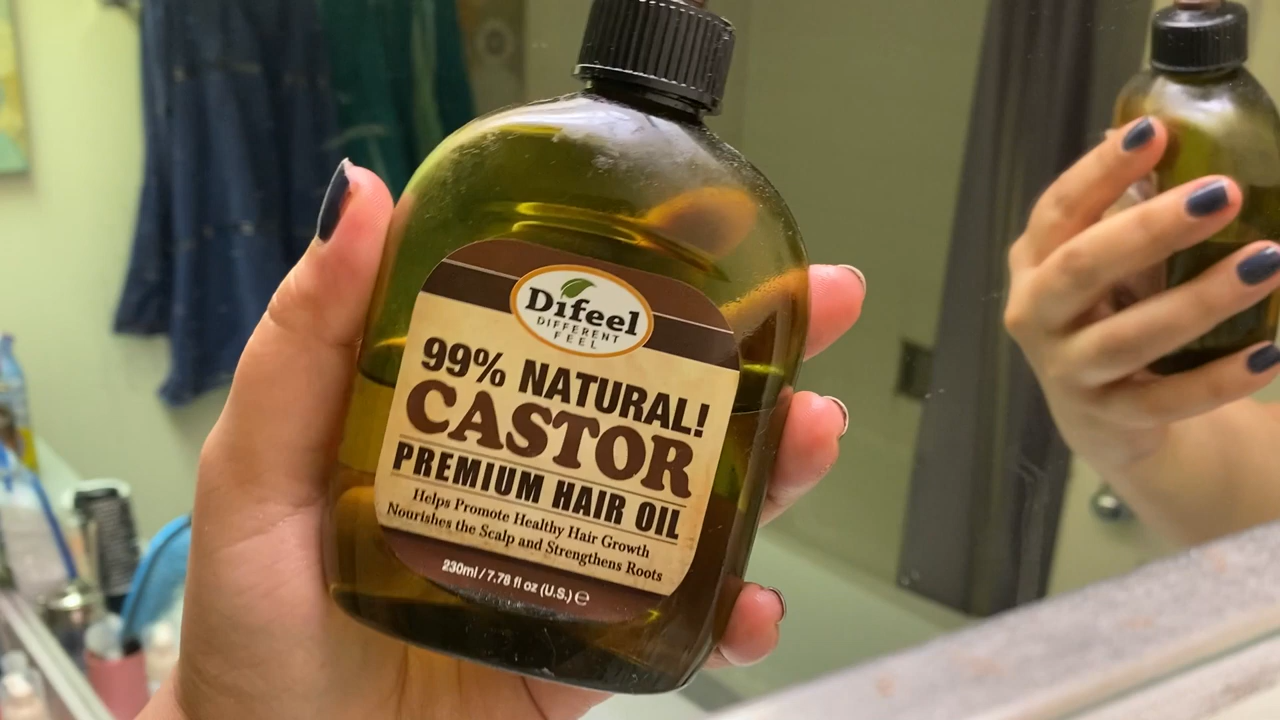 Difeel
DIFFERENT
FEEL
99% NATURAL!
CASTOR
PREMIUM HAIR OIL
Helps Promote Healthy Hair Growth
Nourishes the Scalp and Strengthens Roots
230ml / 7.78 fl oz (U.S.) ℮